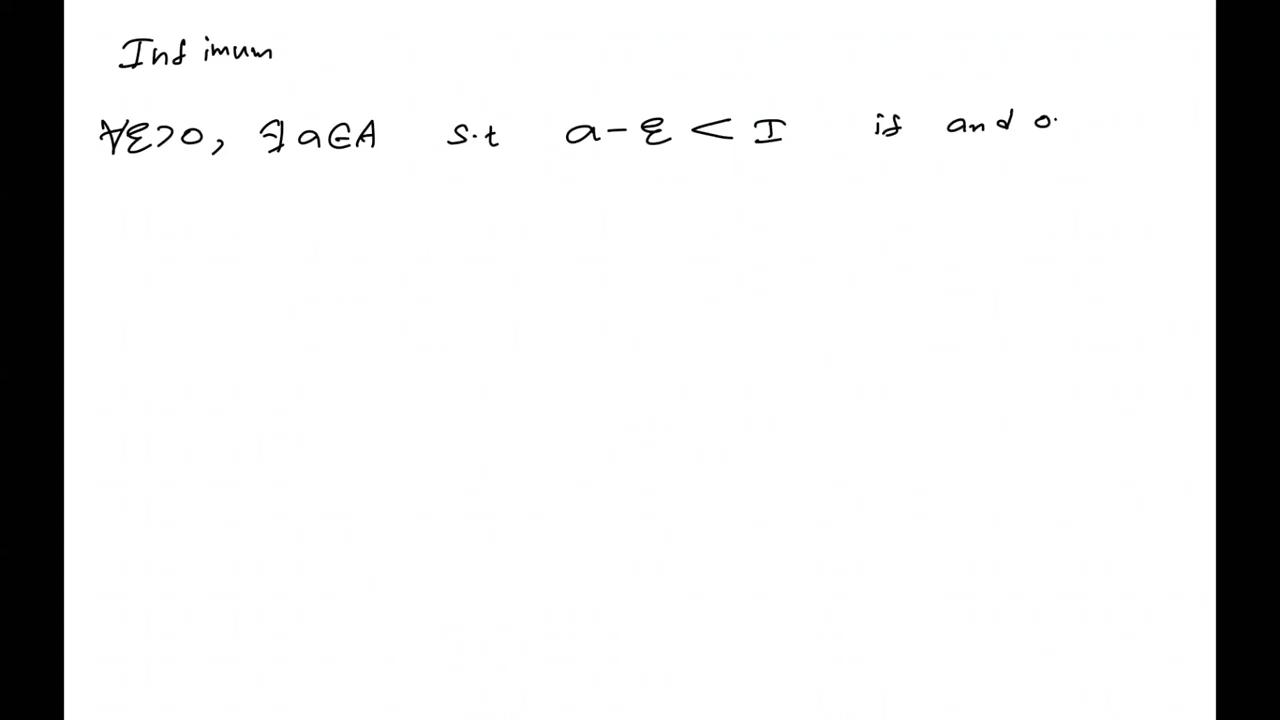 Infimum
∀ε>0, ∃ a∈A s.t a-ε < I if and o